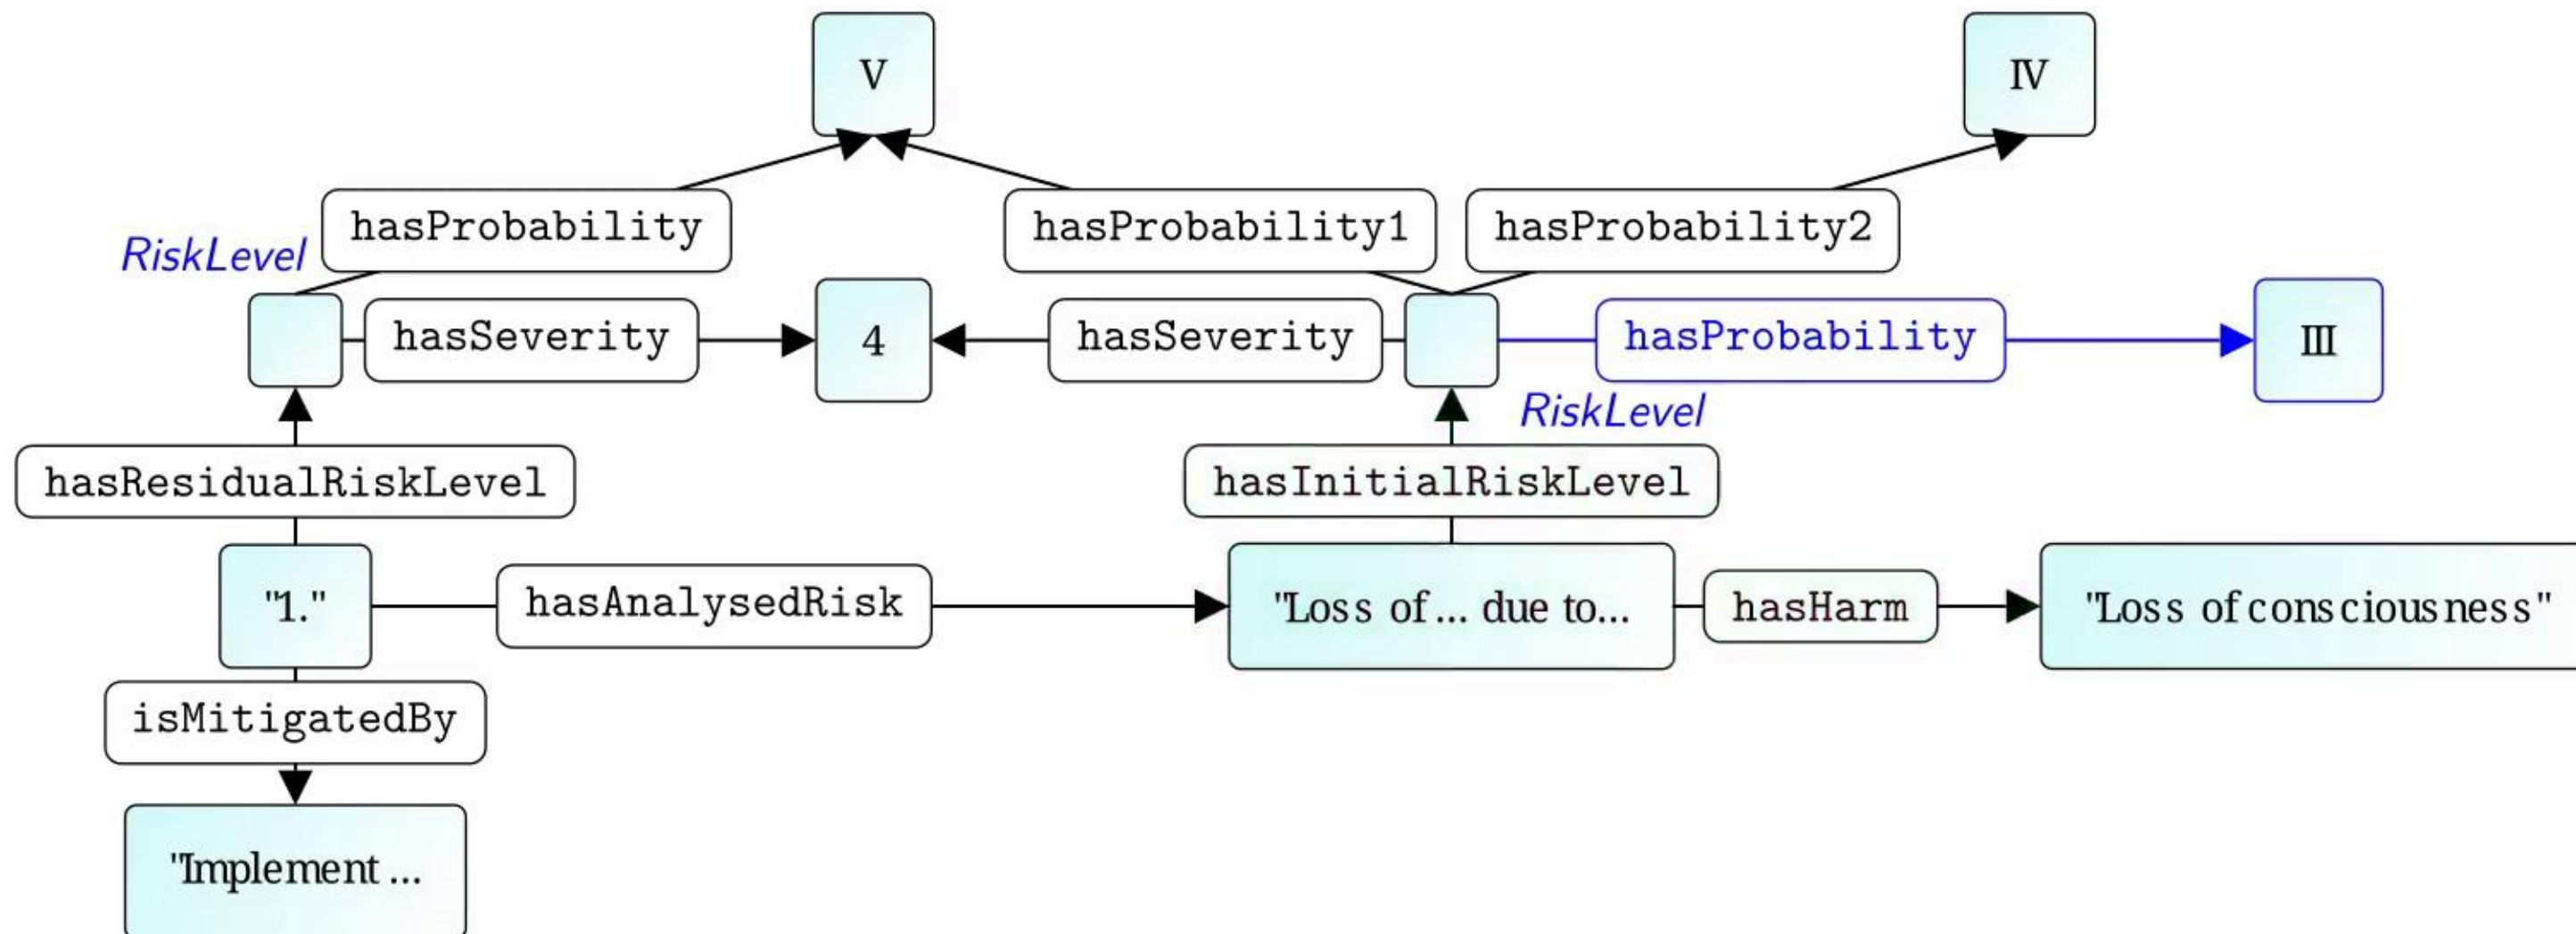 V
IV
hasProbability
hasProbability1
hasProbability2
RiskLevel
hasSeverity
4
hasSeverity
hasProbability
III
RiskLevel
hasResidualRiskLevel
hasInitialRiskLevel
"1."
hasAnalysedRisk
"Loss of ... due to...
hasHarm
"Loss of consciousness"
isMitigatedBy
"Implement ...